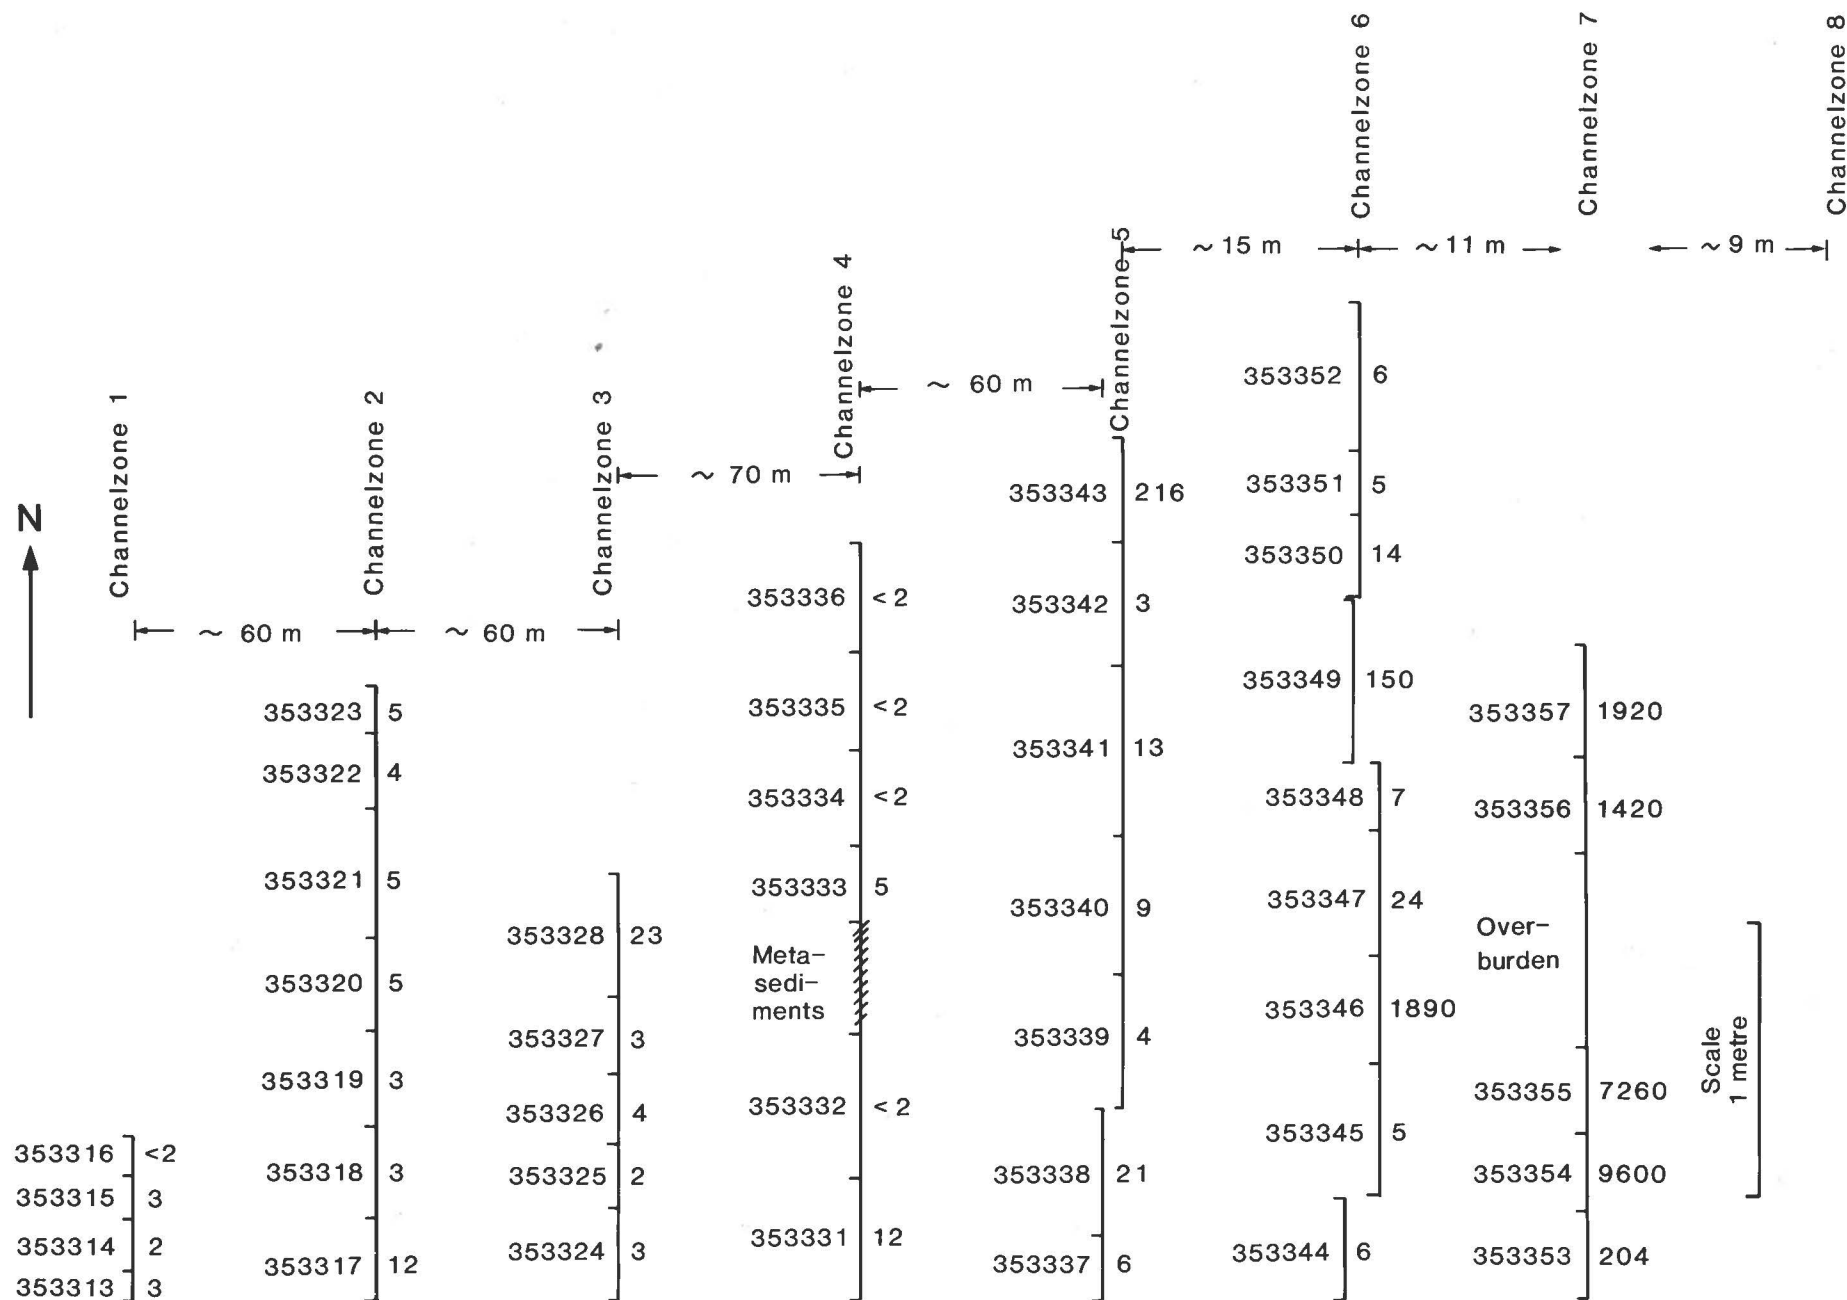 Channelzone 1
Channelzone 2
Channelzone 3
Channelzone 4
Channelzone 5
Channelzone 6
Channelzone 7
Channelzone 8
N
~ 60 m
~ 60 m
~ 70 m
~ 60 m
~ 15 m
~ 11 m
~ 9 m
353316 <2
353315 3
353314 2
353313 3
353323 5
353322 4
353321 5
353320 5
353319 3
353318 3
353317 12
353328 23
353327 3
353326 4
353325 2
353324 3
353336 <2
353335 <2
353334 <2
353333 5
Meta-
sedi-
ments
353332 <2
353331 12
353343 216
353342 3
353341 13
353340 9
353339 4
353338 21
353337 6
353352 6
353351 5
353350 14
353349 150
353348 7
353347 24
353346 1890
353345 5
353344 6
353357 1920
353356 1420
Over-
burden
353355 7260
353354 9600
353353 204
Scale
1 metre